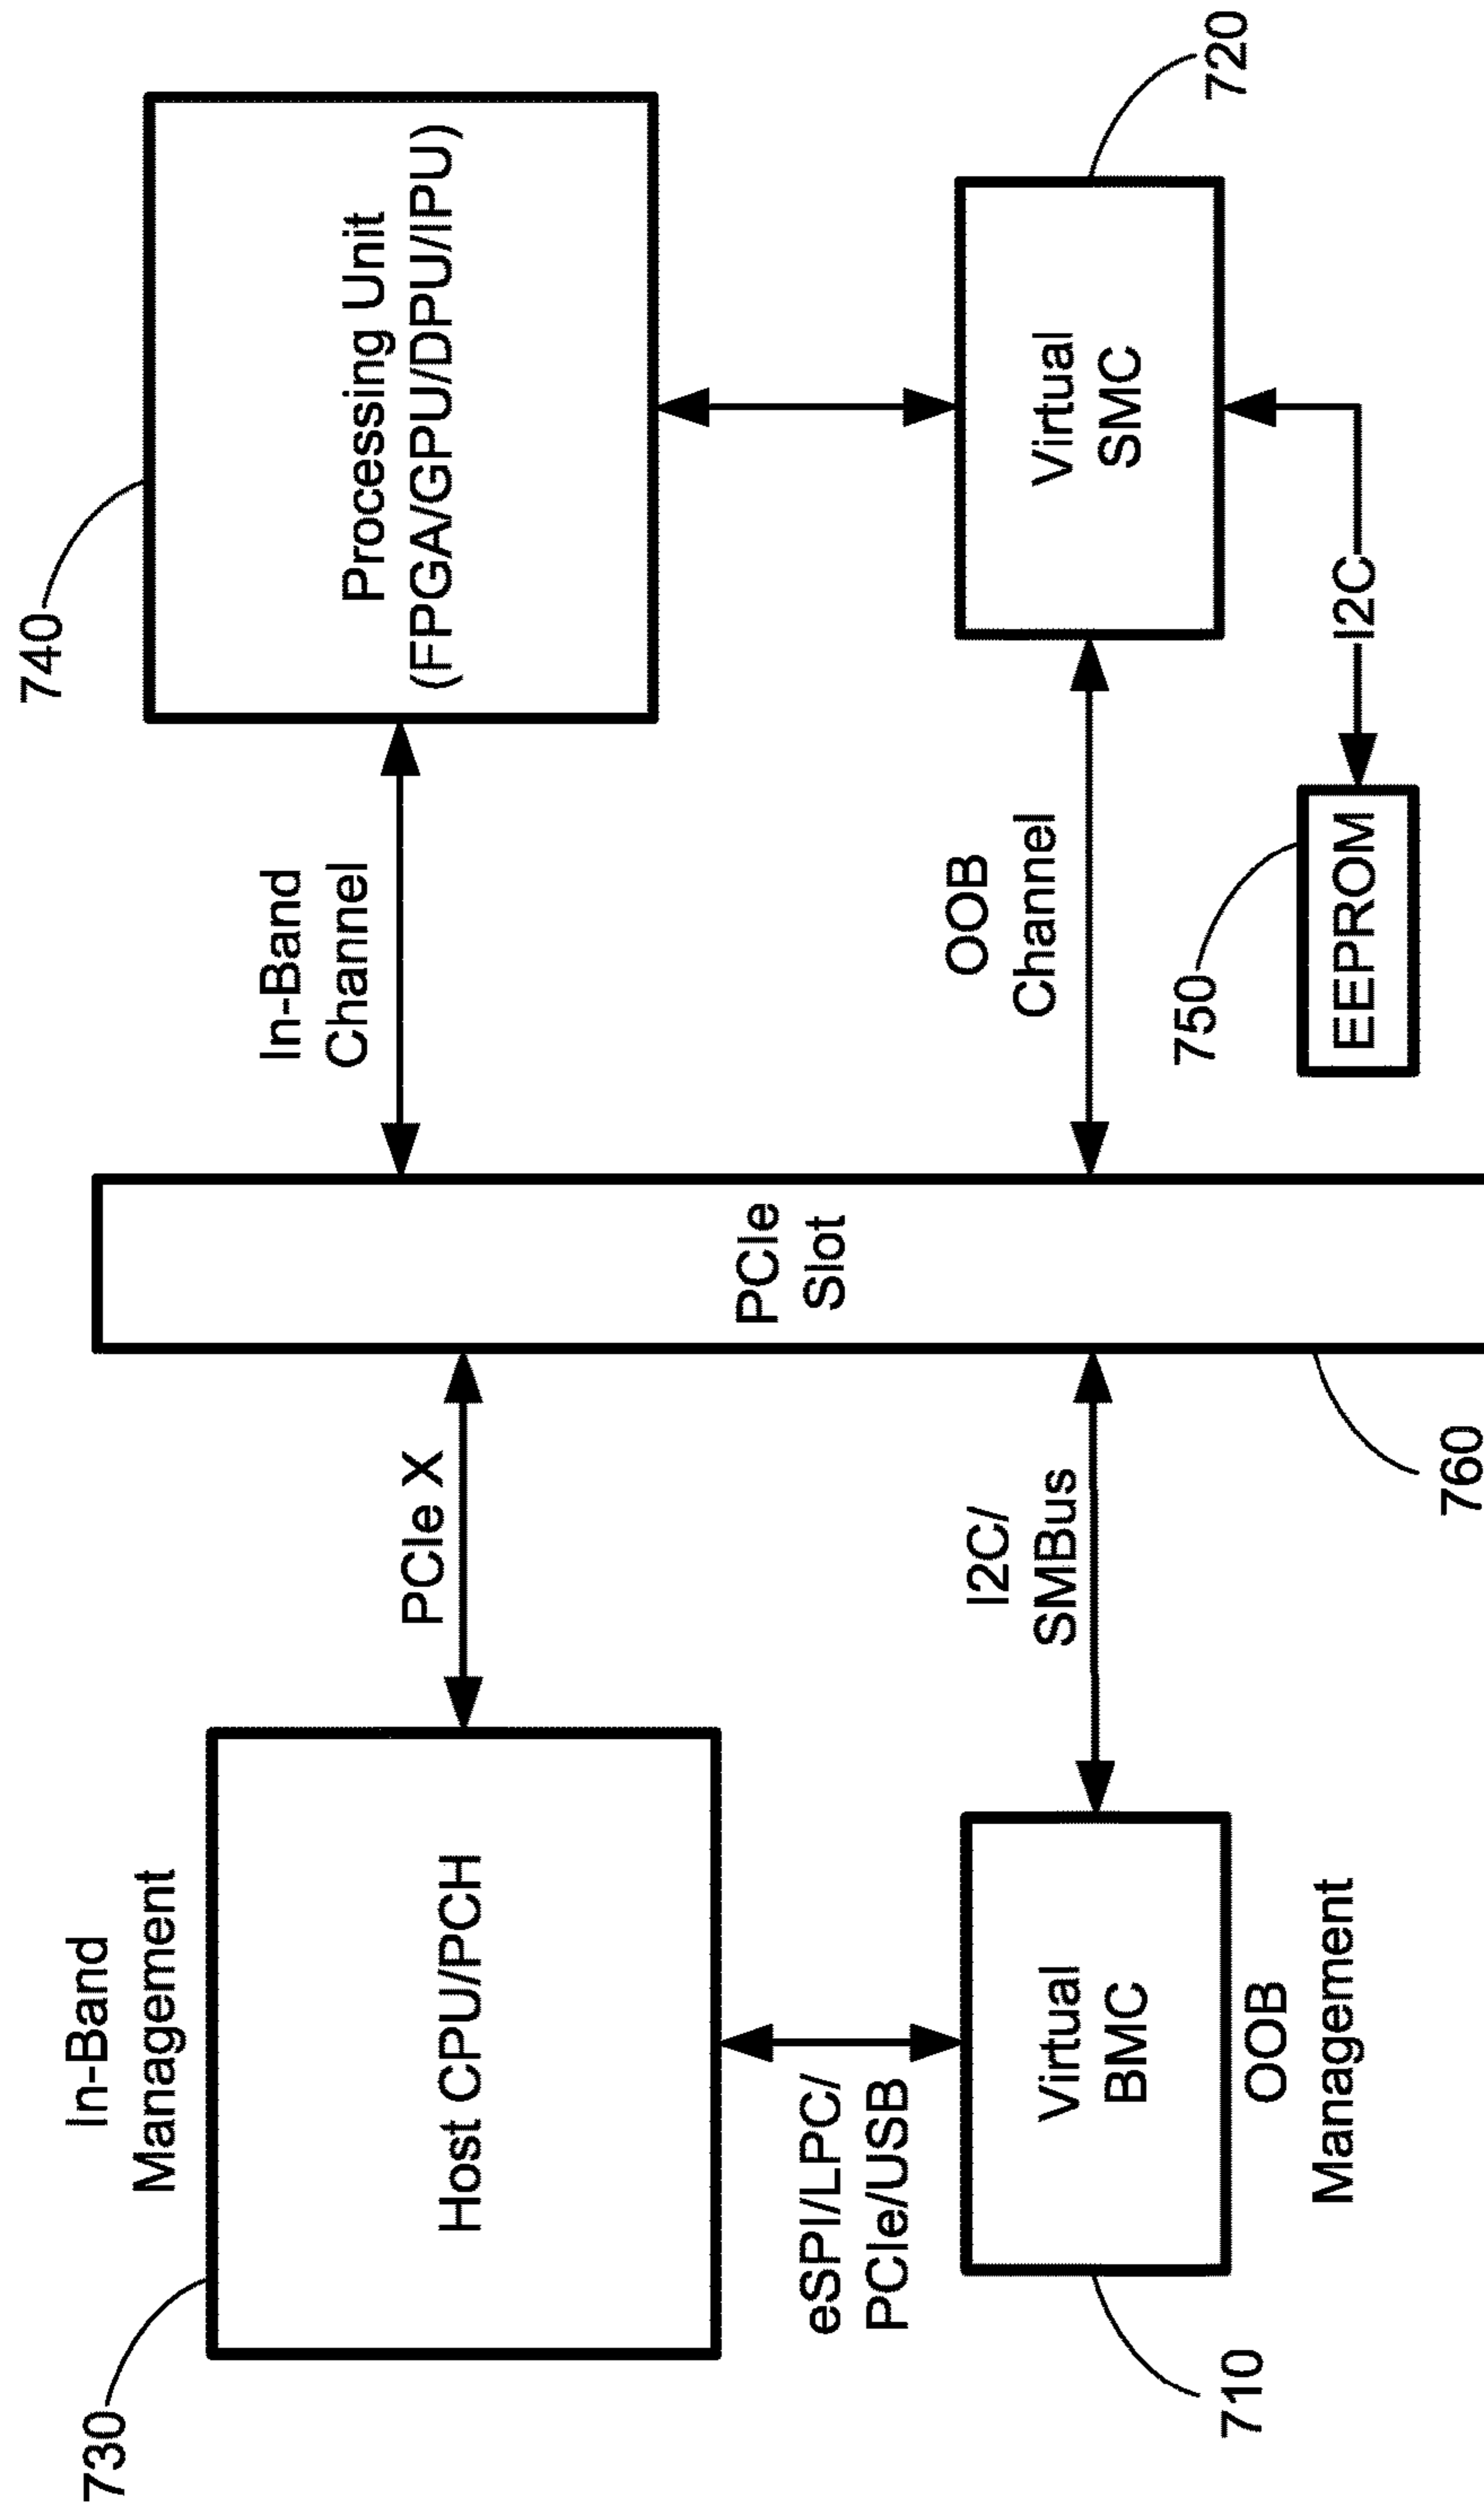 730
In-Band
Management
Host CPU/PCH
eSPI/LPC/
PCIe/USB
Virtual
BMC
OOB
Management
710
PCIe X
I2C/
SMBus
PCIe
Slot
760
In-Band
Channel
OOB
Channel
740
Processing Unit
(FPGA/GPU/DPU/IPU)
Virtual
SMC
720
I2C
750
EEPROM